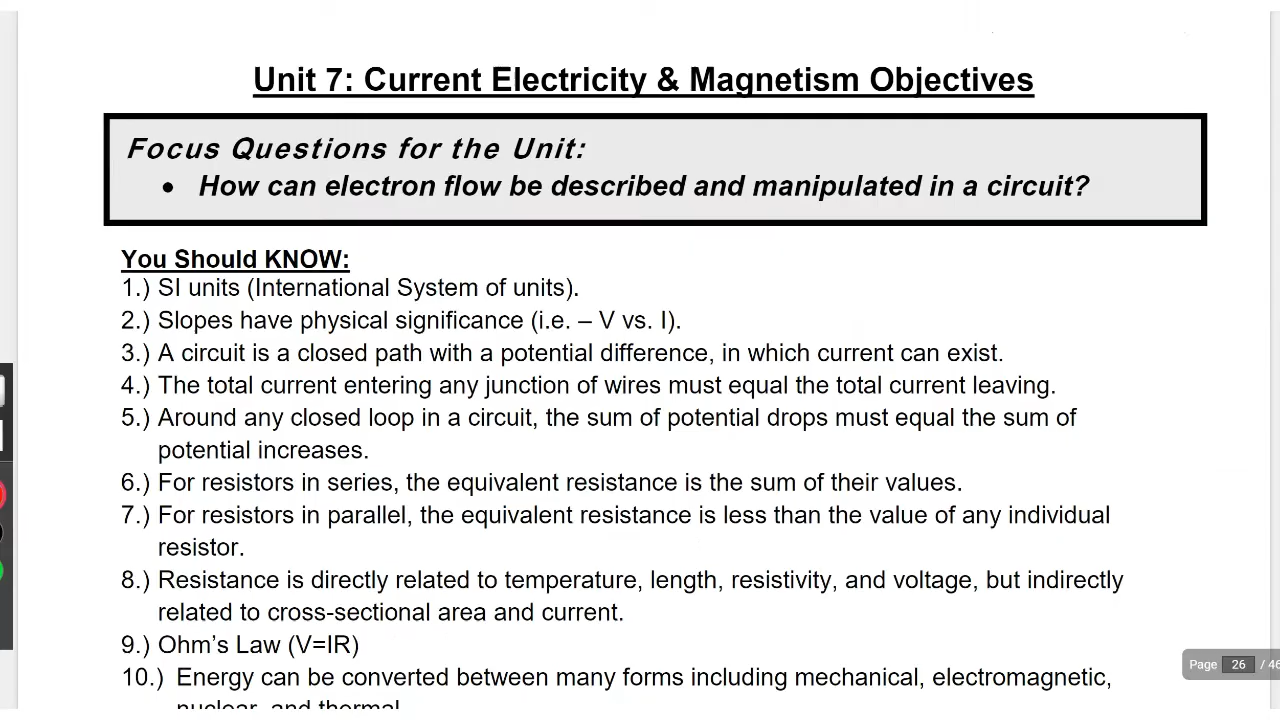 Unit 7: Current Electricity & Magnetism Objectives
Focus Questions for the Unit:
• How can electron flow be described and manipulated in a circuit?
You Should KNOW:
1.) SI units (International System of units).
2.) Slopes have physical significance (i.e. – V vs. I).
3.) A circuit is a closed path with a potential difference, in which current can exist.
4.) The total current entering any junction of wires must equal the total current leaving.
5.) Around any closed loop in a circuit, the sum of potential drops must equal the sum of
potential increases.
6.) For resistors in series, the equivalent resistance is the sum of their values.
7.) For resistors in parallel, the equivalent resistance is less than the value of any individual
resistor.
8.) Resistance is directly related to temperature, length, resistivity, and voltage, but indirectly
related to cross-sectional area and current.
9.) Ohm’s Law (V=IR)
Page 26 / 46
10.) Energy can be converted between many forms including mechanical, electromagnetic,
nuclear, and thermal